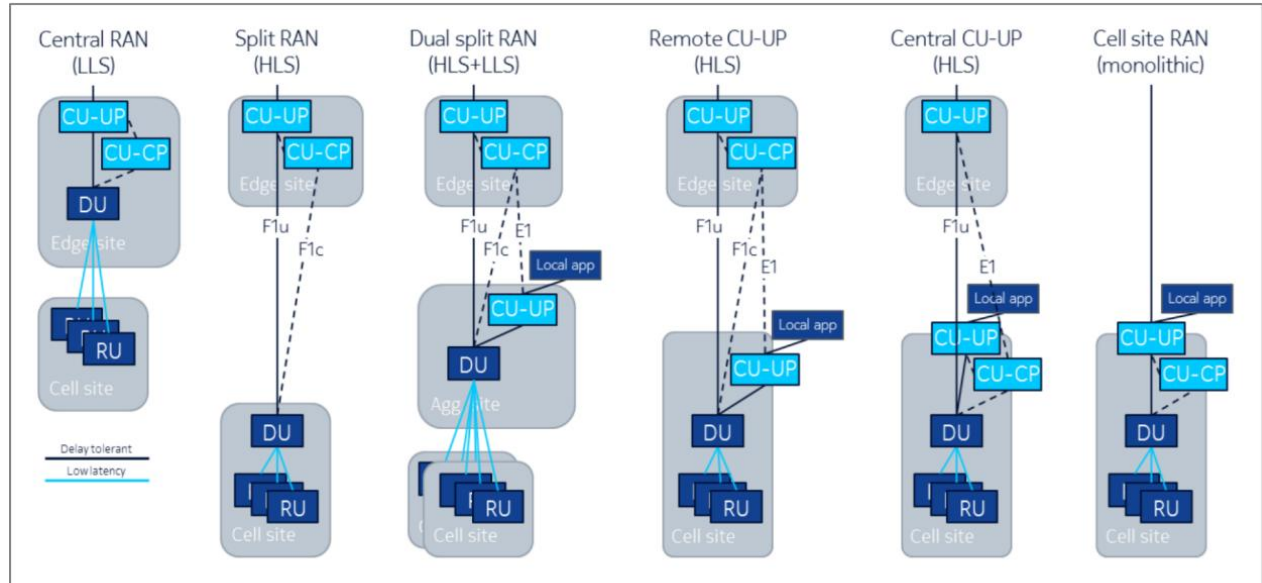 Central RAN
(LLS)
CU-UP
CU-CP
DU
Edge site
RU
Cell site
Delay tolerant
Low latency
Split RAN
(HLS)
CU-UP
CU-CP
Edge site
F1u
F1c
DU
RU
Cell site
Dual split RAN
(HLS+LLS)
CU-UP
CU-CP
Edge site
F1u
F1c
E1
Local app
CU-UP
DU
Agg site
RU
Cell site
Remote CU-UP
(HLS)
CU-UP
CU-CP
Edge site
F1u
F1c
E1
Local app
CU-UP
DU
RU
Cell site
Central CU-UP
(HLS)
CU-UP
Edge site
F1u
E1
Local app
CU-UP
CU-CP
DU
RU
Cell site
Cell site RAN
(monolithic)
Local app
CU-UP
CU-CP
DU
RU
Cell site